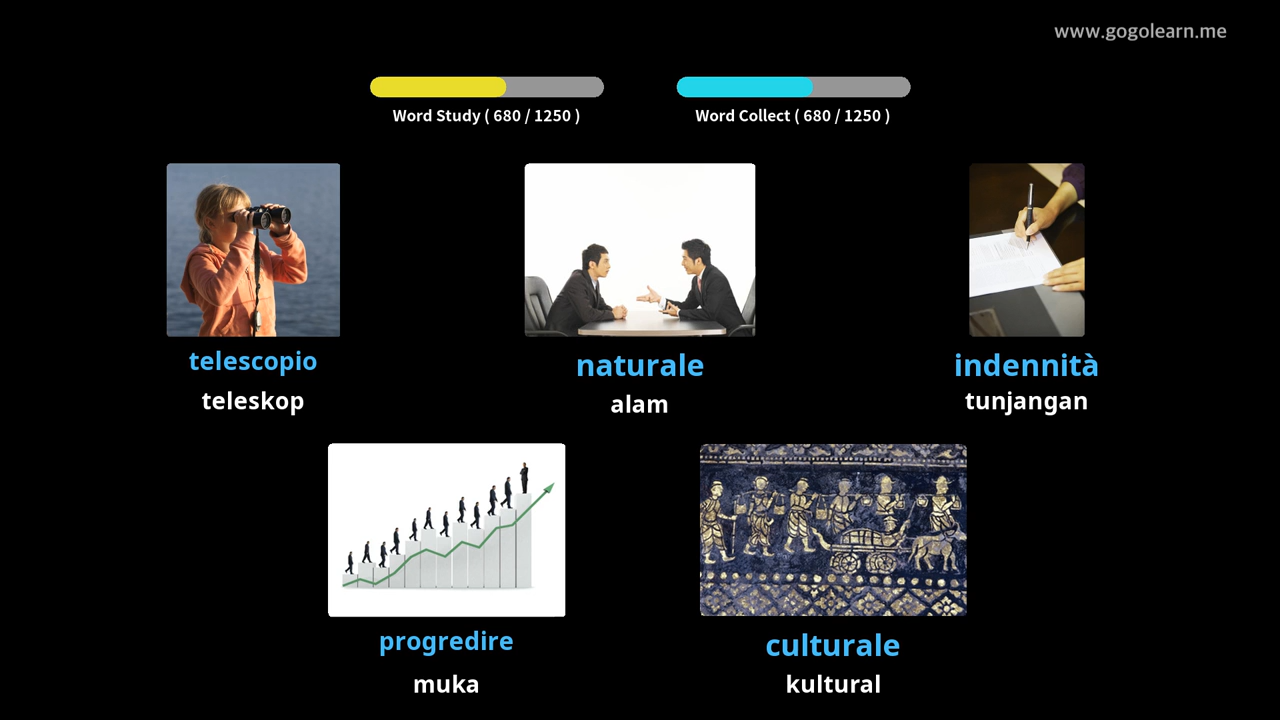 www.gogolearn.me
Word Study ( 680 / 1250 )
Word Collect ( 680 / 1250 )
telescopio
teleskop
naturale
alam
indennità
tunjangan
progredire
muka
culturale
kultural